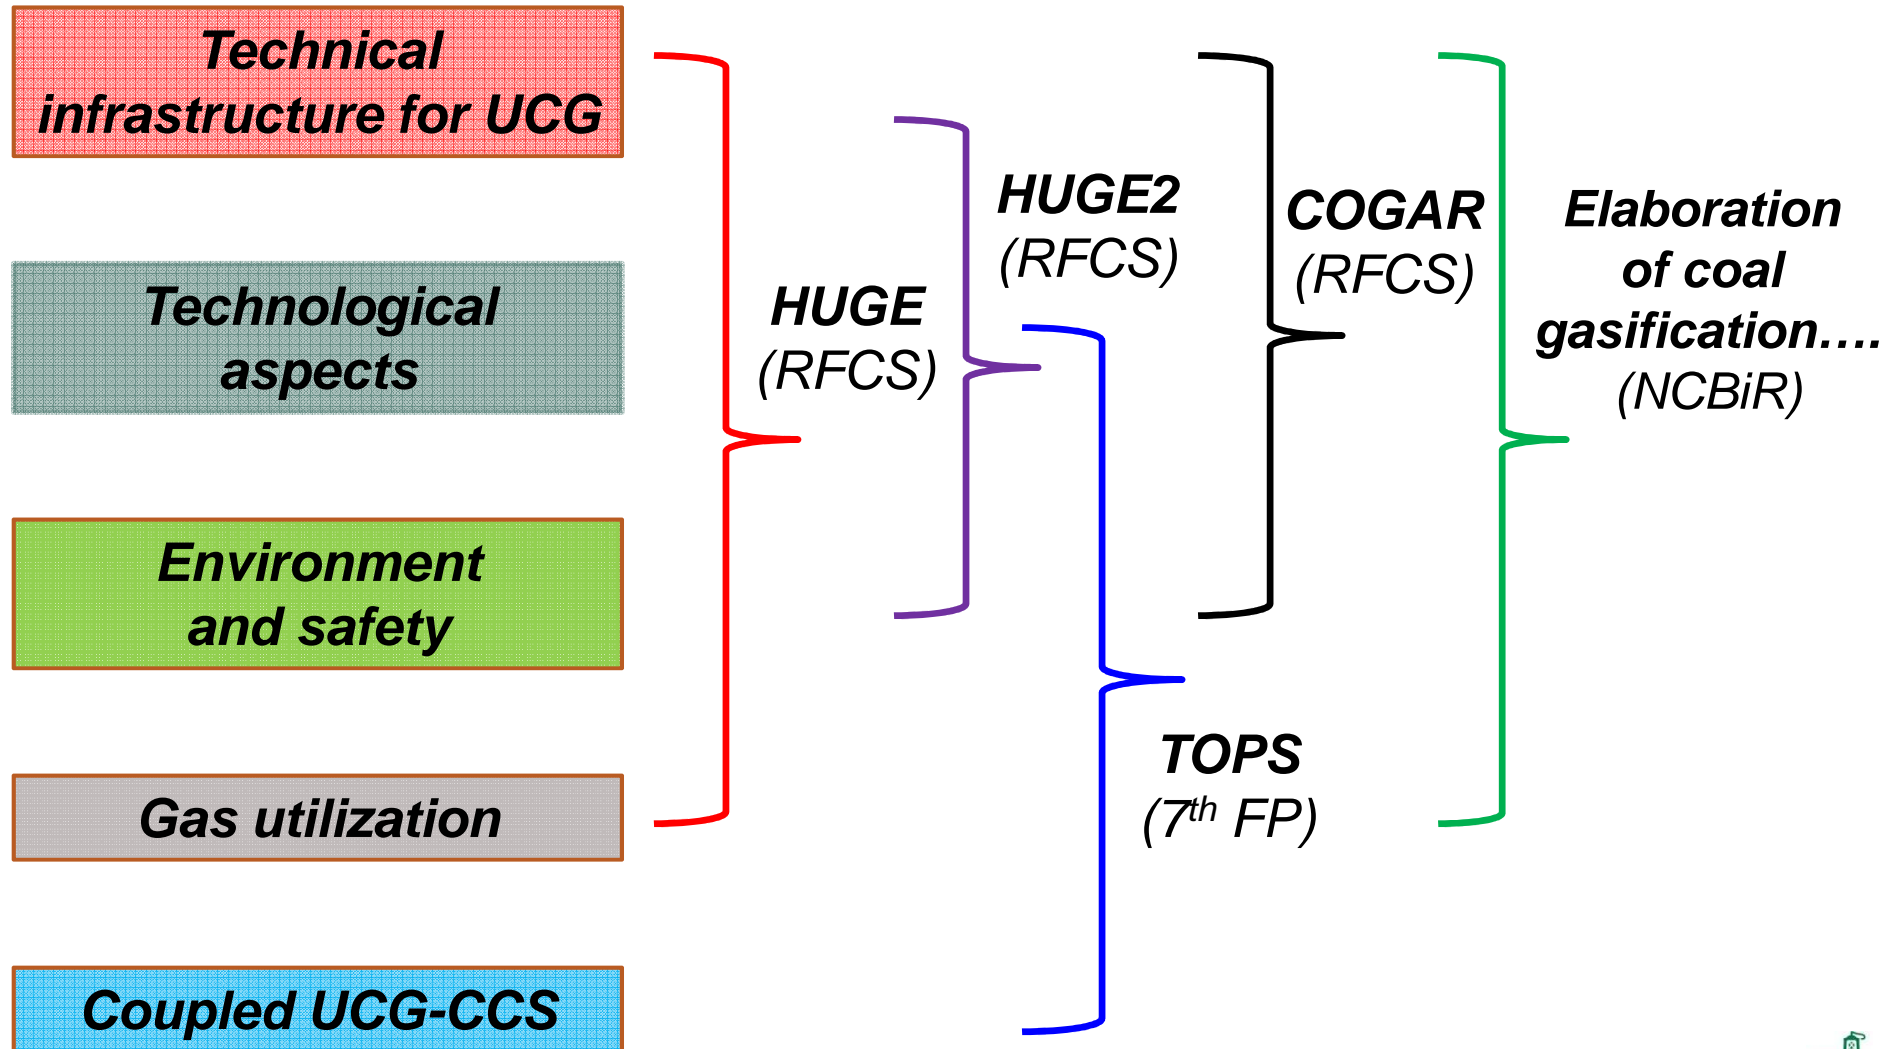 Technical
infrastructure for UCG
Technological
aspects
Environment
and safety
Gas utilization
Coupled UCG-CCS
HUGE
(RFCS)
HUGE2
(RFCS)
TOPS
(7th FP)
COGAR
(RFCS)
Elaboration
of coal
gasification....
(NCBiR)